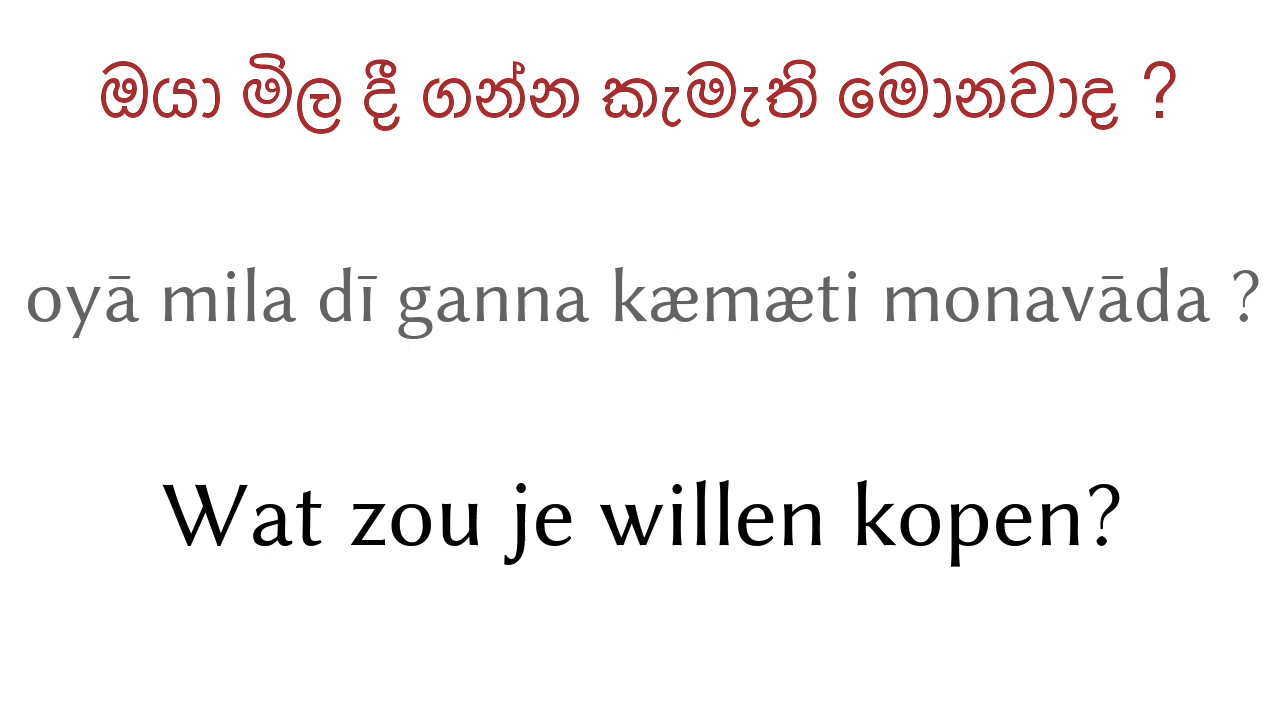 ඔයා මිල දී ගන්න කැමැති මොනවාද ?
oyā mila dī ganna kæmæti monavāda ?
Wat zou je willen kopen?